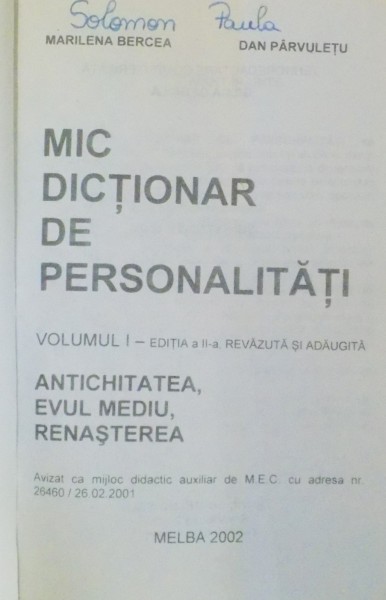 Solomon Paula
MARILENA BERCEA DAN PÂRVULEȚU
MIC
DICȚIONAR
DE
PERSONALITĂȚI
VOLUMUL I – EDIȚIA a II-a. REVĂZUTĂ ȘI ADĂUGITĂ
ANTICHITATEA,
EVUL MEDIU,
RENAȘTEREA
Avizat ca mijloc didactic auxiliar de M.E.C. cu adresa nr.
26460 / 26.02.2001
MELBA 2002